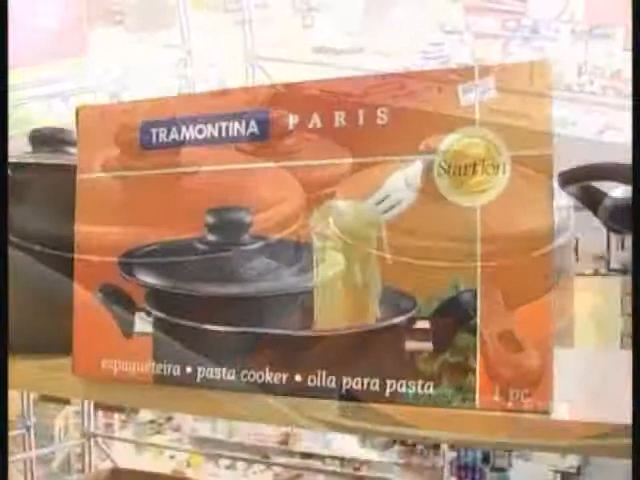 TRAMONTINA PARIS
Starflon
espagueteira • pasta cooker • olla para pasta
1 pc.